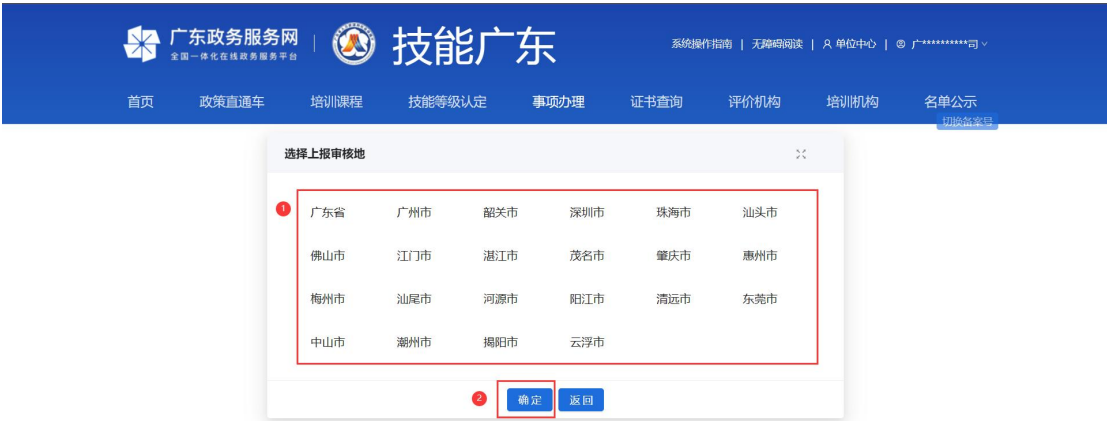 广东政务服务网
全国一体化在线政务服务平台
技能广东
系统操作指南 | 无障碍阅读 | 单位中心 | 广**********司
首页 政策直通车 培训课程 技能等级认定 事项办理 证书查询 评价机构 培训机构 名单公示
切换备案号
选择上报审核地
1
广东省 广州市 韶关市 深圳市 珠海市 汕头市
佛山市 江门市 湛江市 茂名市 肇庆市 惠州市
梅州市 汕尾市 河源市 阳江市 清远市 东莞市
中山市 潮州市 揭阳市 云浮市
2 确定 返回